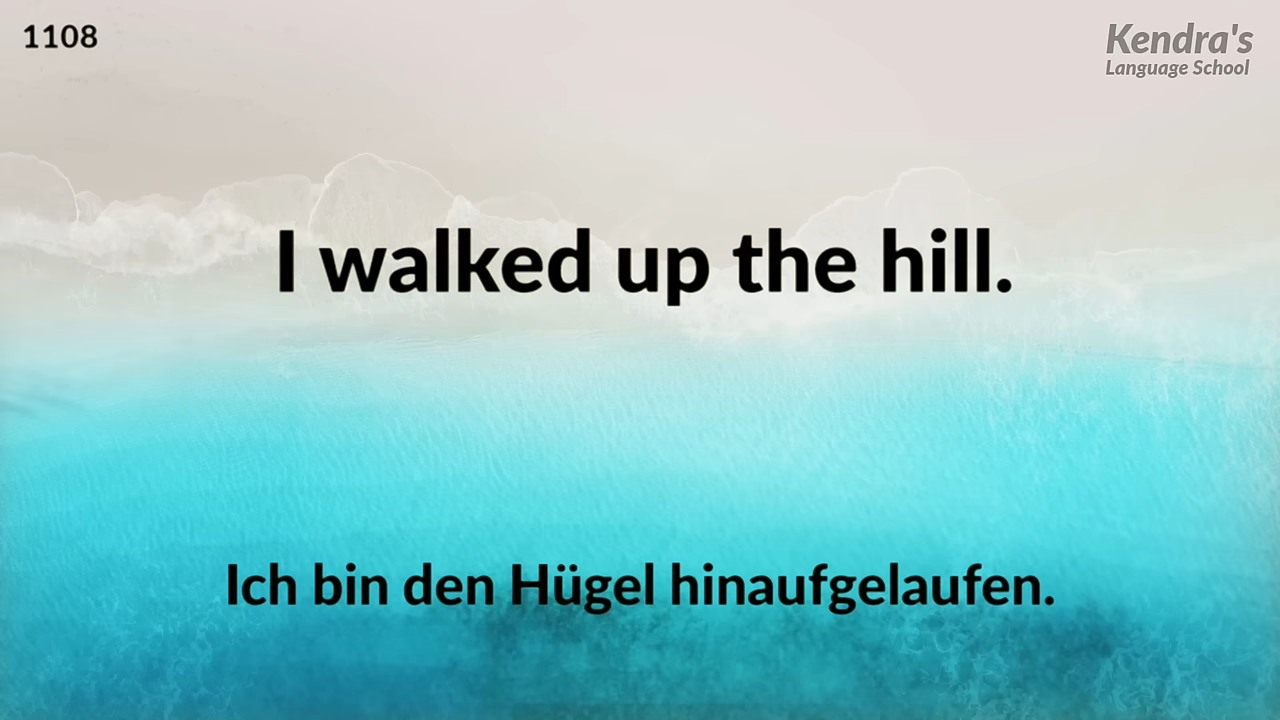 1108
Kendra's
Language School
I walked up the hill.
Ich bin den Hügel hinaufgelaufen.